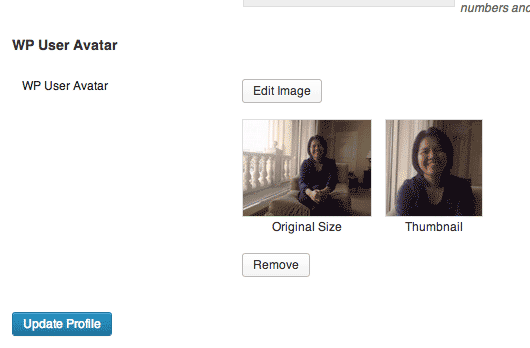 numbers and
WP User Avatar
WP User Avatar
Edit Image
Original Size
Thumbnail
Remove
Update Profile